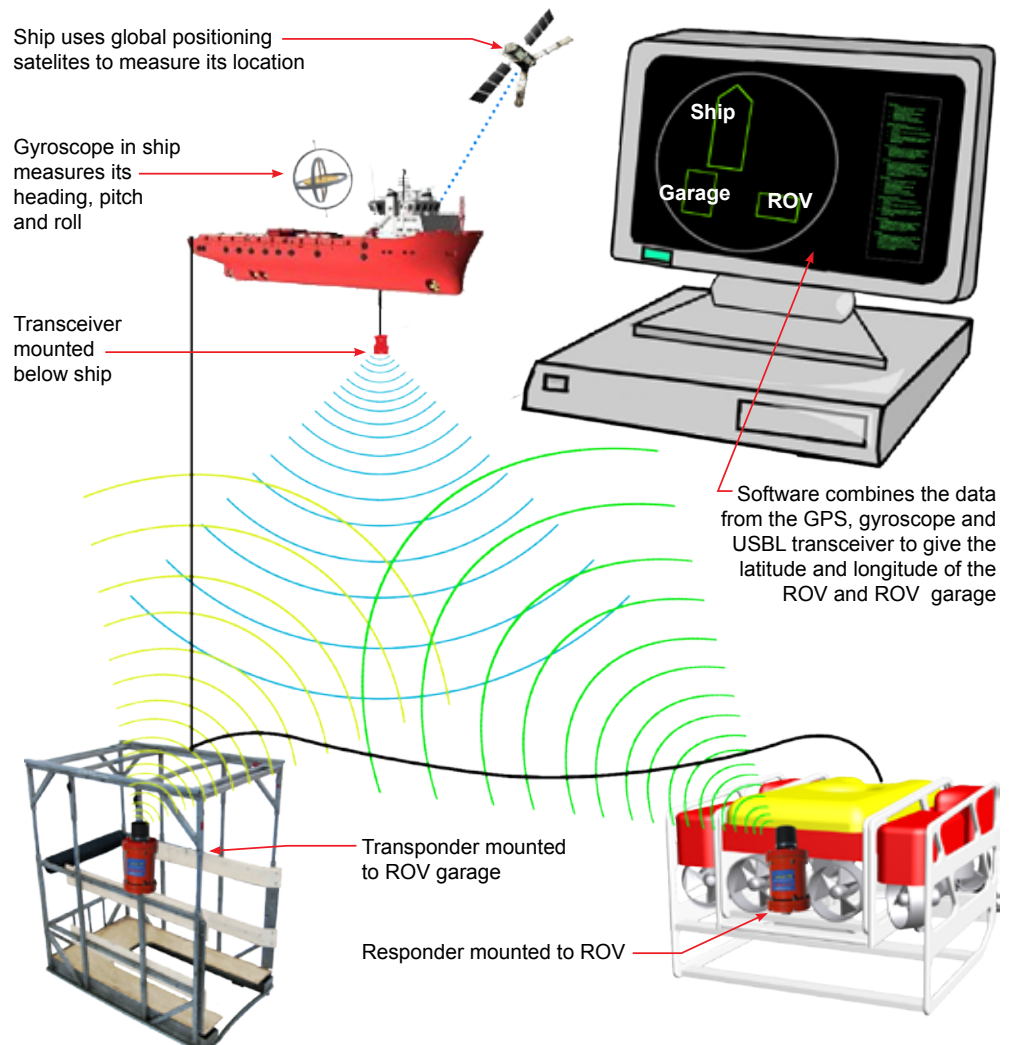 Ship uses global positioning
satelites to measure its location
Gyroscope in ship
measures its
heading, pitch
and roll
Transceiver
mounted
below ship
Ship
Garage
ROV
Software combines the data
from the GPS, gyroscope and
USBL transceiver to give the
latitude and longitude of the
ROV and ROV garage
Transponder mounted
to ROV garage
Responder mounted to ROV